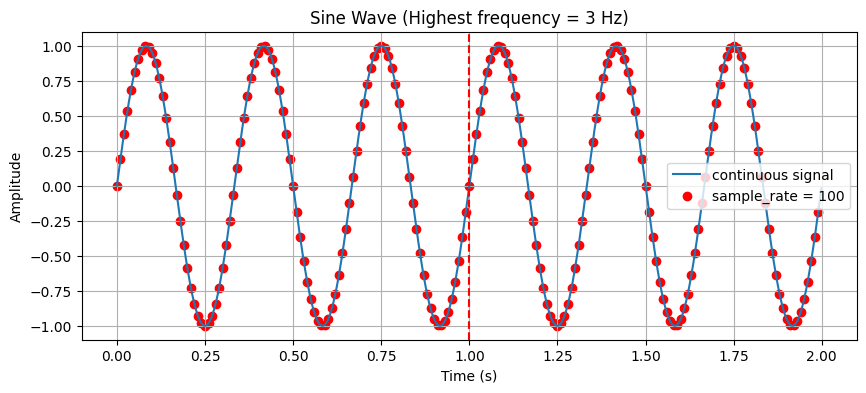 Sine Wave (Highest frequency = 3 Hz)
Amplitude
1.00
0.75
0.50
0.25
0.00
−0.25
−0.50
−0.75
−1.00
continuous signal
sample_rate = 100
0.00 0.25 0.50 0.75 1.00 1.25 1.50 1.75 2.00
Time (s)